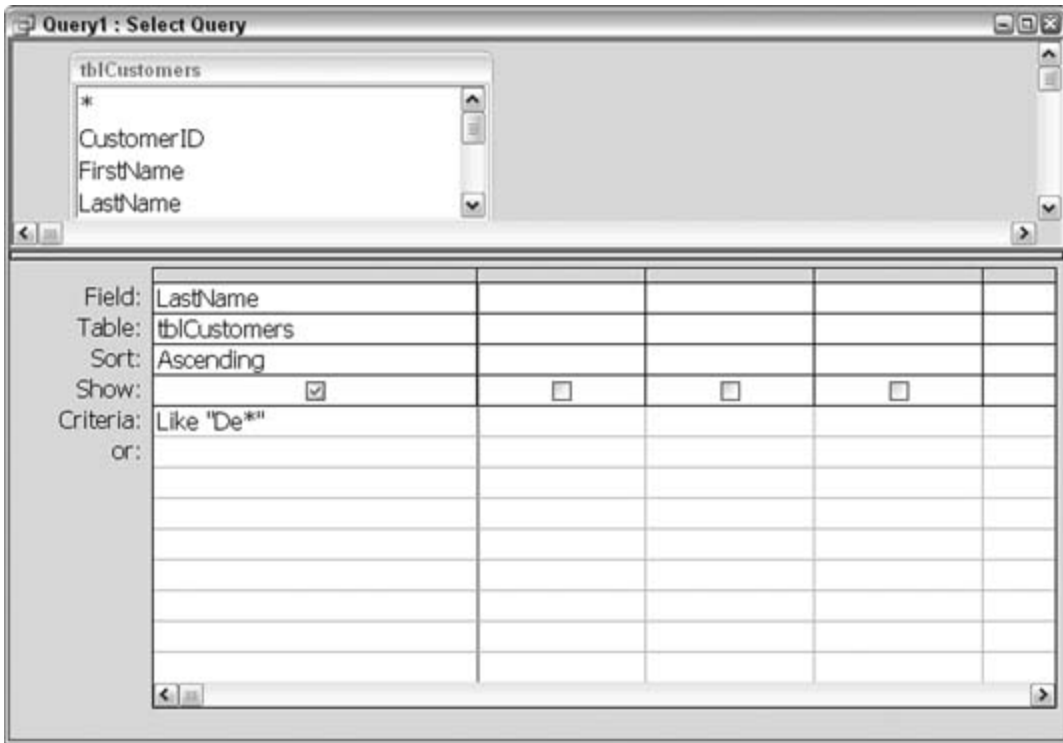 Query1 : Select Query
tblCustomers
*
CustomerID
FirstName
LastName
Field: LastName
Table: tblCustomers
Sort: Ascending
Show:
Criteria: Like "De*"
or: